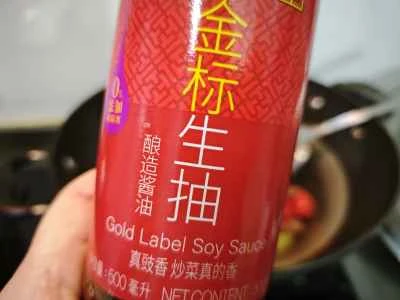 金标
生抽
酿造酱油
Gold Label Soy Sauce
真豉香 炒菜真的香
量:600毫升 NET CONTENT: